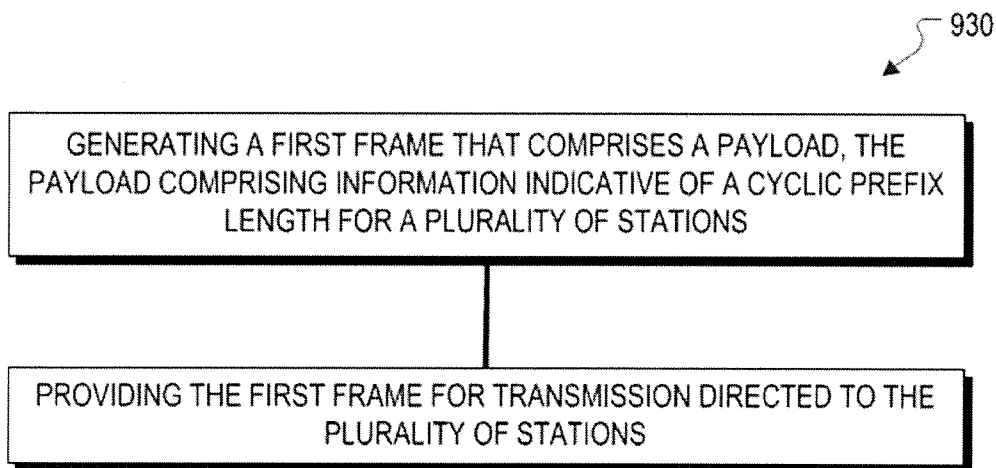 930
GENERATING A FIRST FRAME THAT COMPRISES A PAYLOAD, THE
PAYLOAD COMPRISING INFORMATION INDICATIVE OF A CYCLIC PREFIX
LENGTH FOR A PLURALITY OF STATIONS
PROVIDING THE FIRST FRAME FOR TRANSMISSION DIRECTED TO THE
PLURALITY OF STATIONS